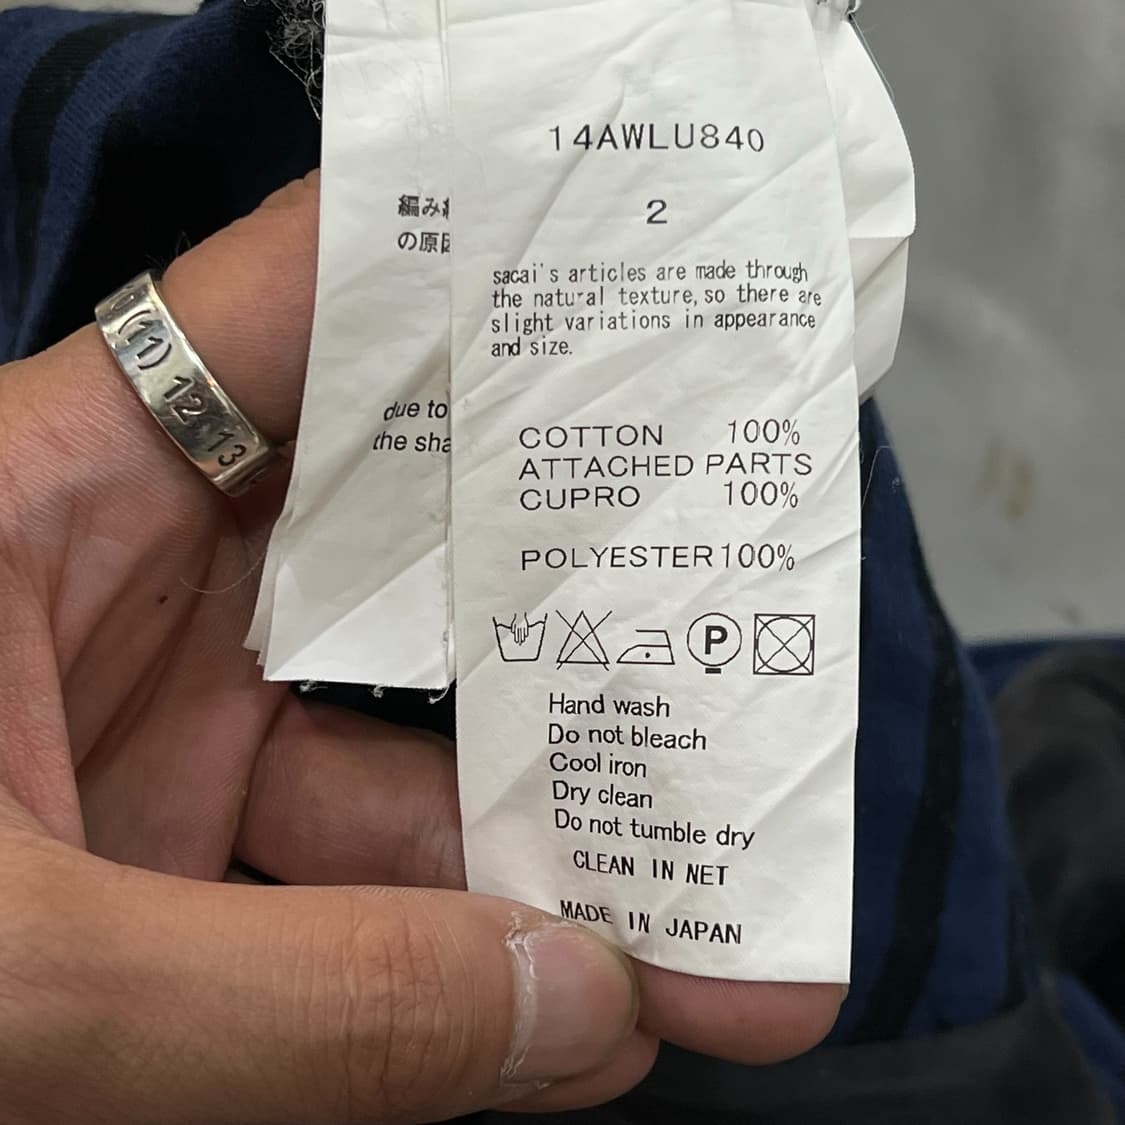 14AWLU840
2
sacai's articles are made through
the natural texture, so there are
slight variations in appearance
and size.
COTTON 100%
ATTACHED PARTS
CUPRO 100%
POLYESTER 100%
P
Hand wash
Do not bleach
Cool iron
Dry clean
Do not tumble dry
CLEAN IN NET
MADE IN JAPAN
編み
の原因
due to
the sha
(11) 12, 13